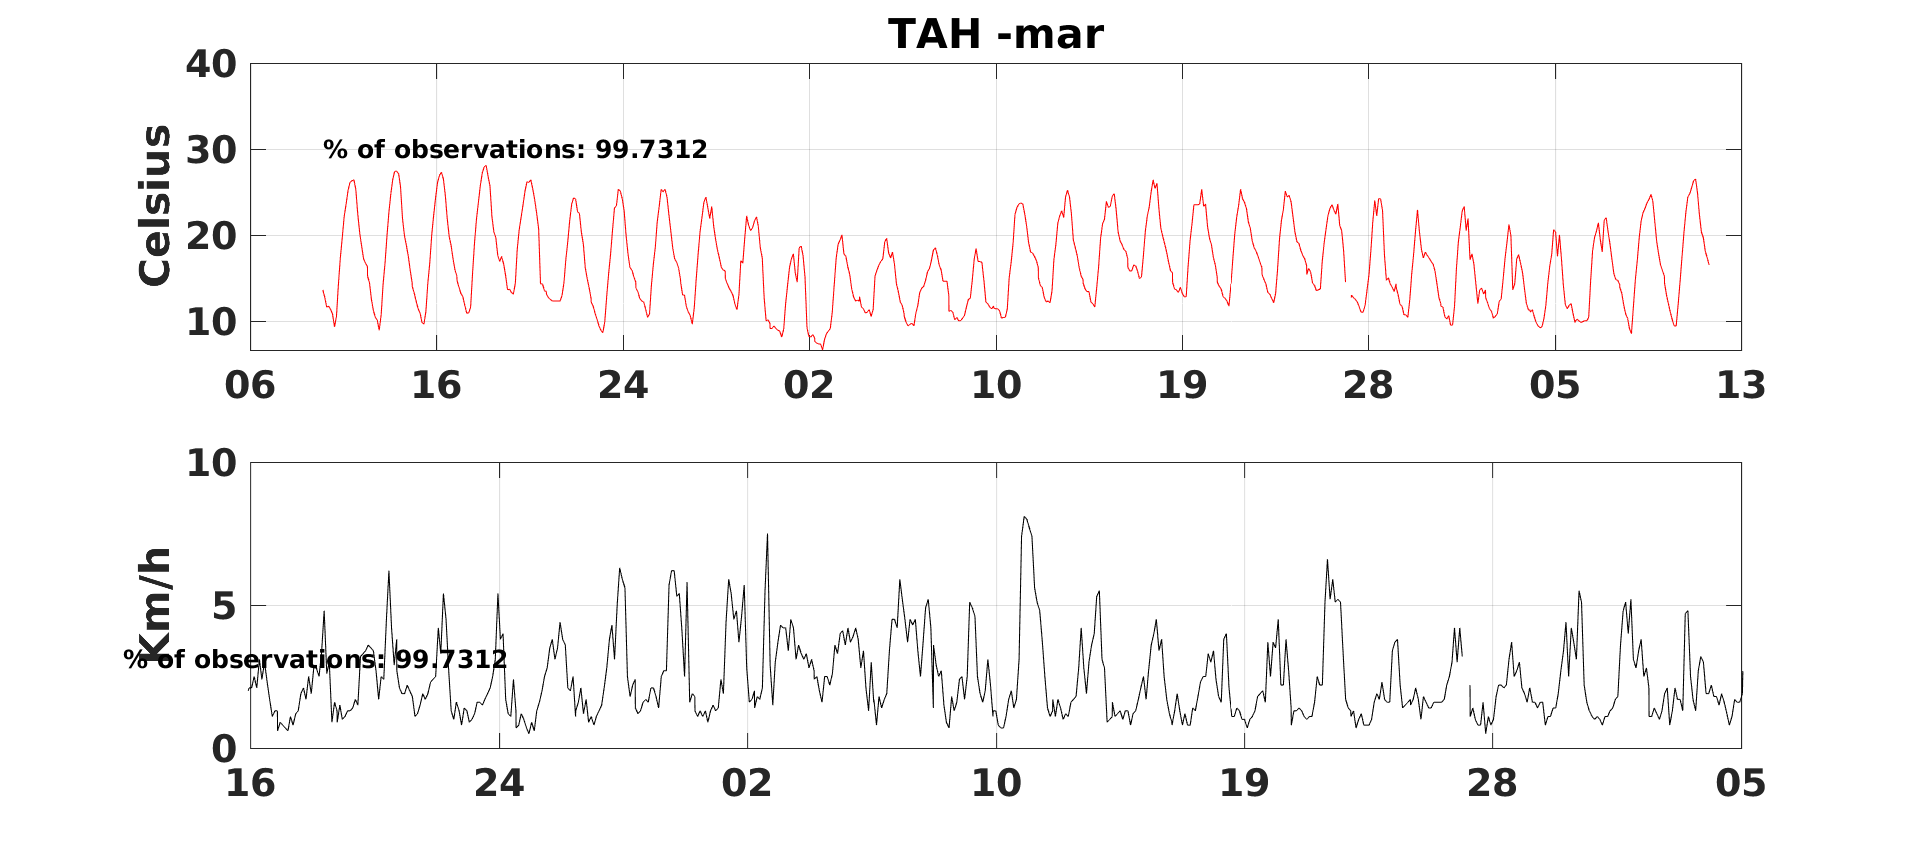 TAH -mar
Celsius
40
30
20
10
% of observations: 99.7312
06 16 24 02 10 19 28 05 13
Km/h
10
5
0
% of observations: 99.7312
16 24 02 10 19 28 05